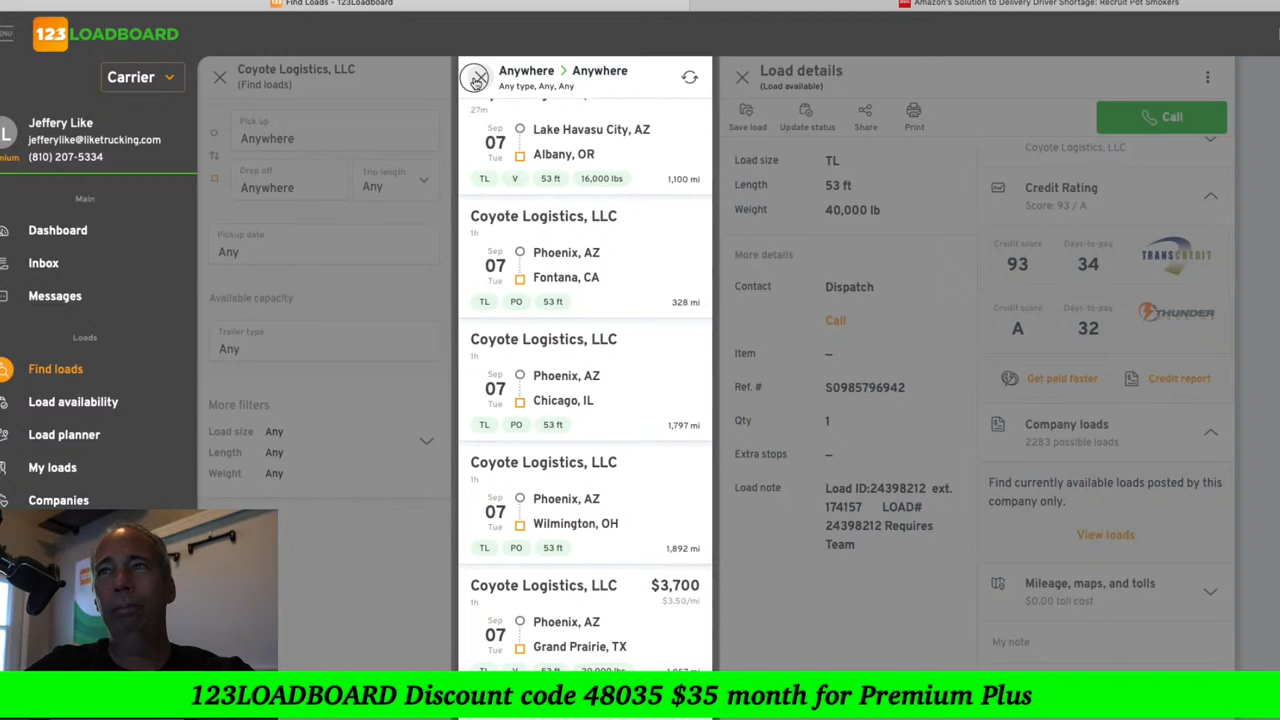 Find Loads - 123Loadboard
Amazon's Solution to Delivery Driver Shortage: Recruit Pot Smokers
123 LOADBOARD
Carrier
L
Jeffery Like
jefferylike@liketrucking.com
(810) 207-5334
Main
Dashboard
Inbox
Messages
Loads
Find loads
Load availability
Load planner
My loads
Companies
Coyote Logistics, LLC
(Find loads)
Pick up
Anywhere
Drop off
Anywhere
Trip length
Any
Pickup date
Any
Available capacity
Trailer type
Any
More filters
Load size Any
Length Any
Weight Any
Anywhere > Anywhere
Any type, Any, Any
27m
Sep
07
Tue
Lake Havasu City, AZ
Albany, OR
TL V 53 ft 16,000 lbs 1,100 mi
Coyote Logistics, LLC
1h
Sep
07
Tue
Phoenix, AZ
Fontana, CA
TL PO 53 ft 328 mi
Coyote Logistics, LLC
1h
Sep
07
Tue
Phoenix, AZ
Chicago, IL
TL PO 53 ft 1,797 mi
Coyote Logistics, LLC
1h
Sep
07
Tue
Phoenix, AZ
Wilmington, OH
TL PO 53 ft 1,892 mi
Coyote Logistics, LLC $3,700
1h $3.50/mi
Sep
07
Tue
Phoenix, AZ
Grand Prairie, TX
Load details
(Load available)
Save load
Update status
Share
Print
Call
Load size TL
Length 53 ft
Weight 40,000 lb
More details
Contact Dispatch
Call
Item –
Ref. # S0985796942
Qty 1
Extra stops –
Load note Load ID:24398212 ext.
174157 LOAD#
24398212 Requires
Team
Coyote Logistics, LLC
Credit Rating
Score: 93 / A
Credit score Days-to-pay
93 34 TRANSCREDIT
Credit score Days-to-pay
A 32 THUNDER
Get paid faster Credit report
Company loads
2283 possible loads
Find currently available loads posted by this
company only.
View loads
Mileage, maps, and tolls
$0.00 toll cost
My note
123LOADBOARD Discount code 48035 $35 month for Premium Plus